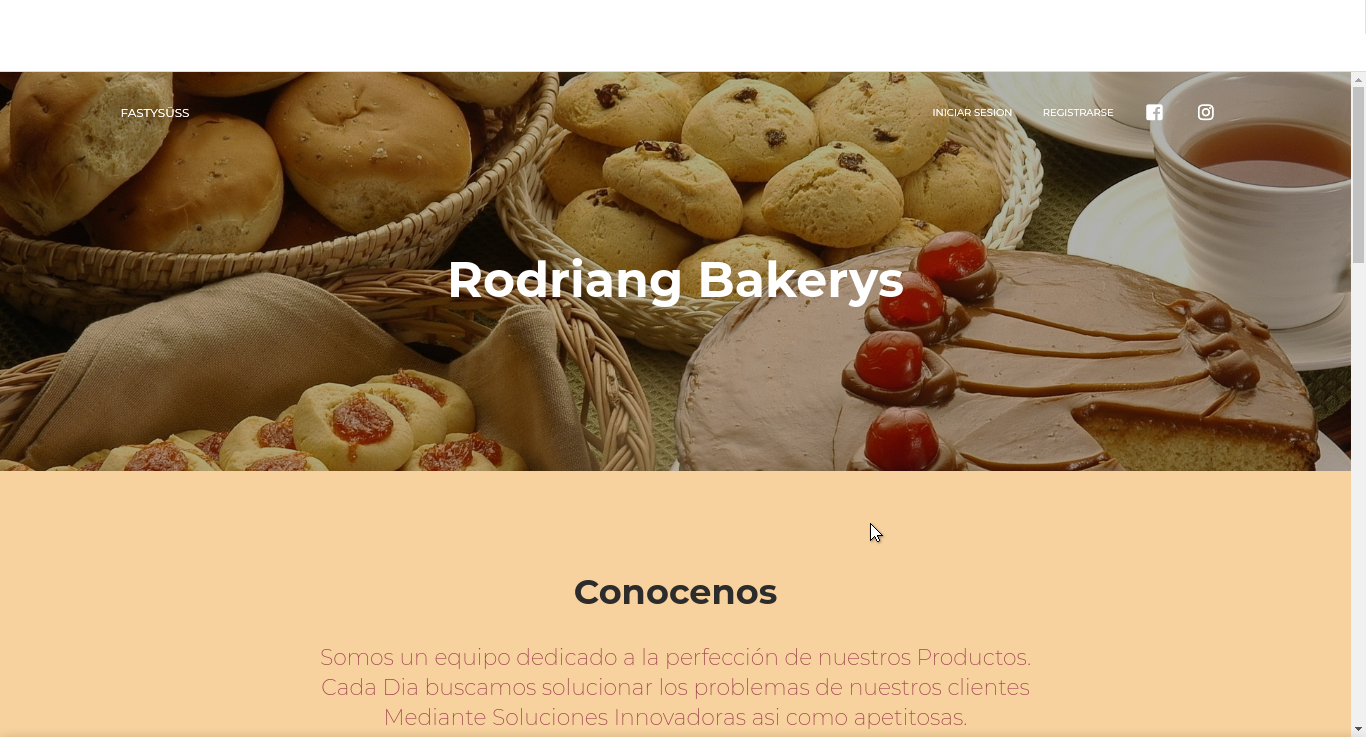 FASTYSÜSS
INICIAR SESION
REGISTRARSE
Rodriang Bakerys
Conocenos
Somos un equipo dedicado a la perfección de nuestros Productos.
Cada Dia buscamos solucionar los problemas de nuestros clientes
Mediante Soluciones Innovadoras asi como apetitosas.